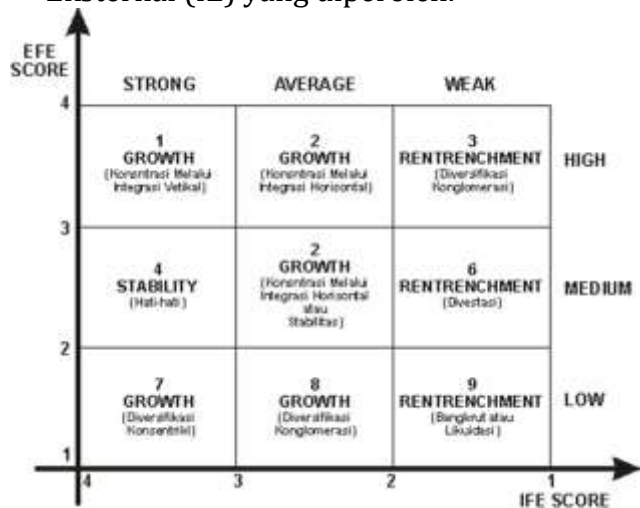 Eksternal (IE) yang diperoleh.
EFE
SCORE
STRONG AVERAGE WEAK
4
1
GROWTH
(Konsntrasi Melalui
Integrasi Vetikal)
2
GROWTH
(Konsentrasi Melalui
Integrasi Horisontal)
3
RENTRENCHMENT
(Diversifikasi
Konglomerasi)
HIGH
3
4
STABILITY
(Hati-hati)
2
GROWTH
(Konsentrasi Melalui
Integrasi Horisontal
atau
Stabilitas)
6
RENTRENCHMENT
(Divestasi)
MEDIUM
2
7
GROWTH
(Diversifikasi
Konsentrik)
8
GROWTH
(Diversifikasi
Konglomerasi)
9
RENTRENCHMENT
(Bangkrut atau
Likuidasi)
LOW
1
4 3 2 1
IFE SCORE